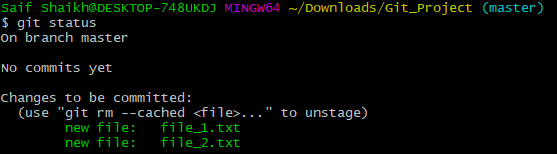 Saif Shaikh@DESKTOP-748UKDJ MINGW64 ~/Downloads/Git_Project (master)
$ git status
On branch master
No commits yet
Changes to be committed:
  (use "git rm --cached <file>..." to unstage)
        new file:   file_1.txt
        new file:   file_2.txt